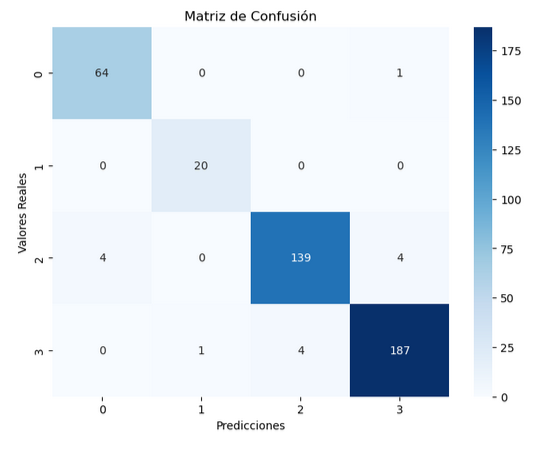 Matriz de Confusión
0 64 0 0 1
1 0 20 0 0
2 4 0 139 4
3 0 1 4 187
0 1 2 3
Predicciones
Valores Reales
175
150
125
100
75
50
25
0